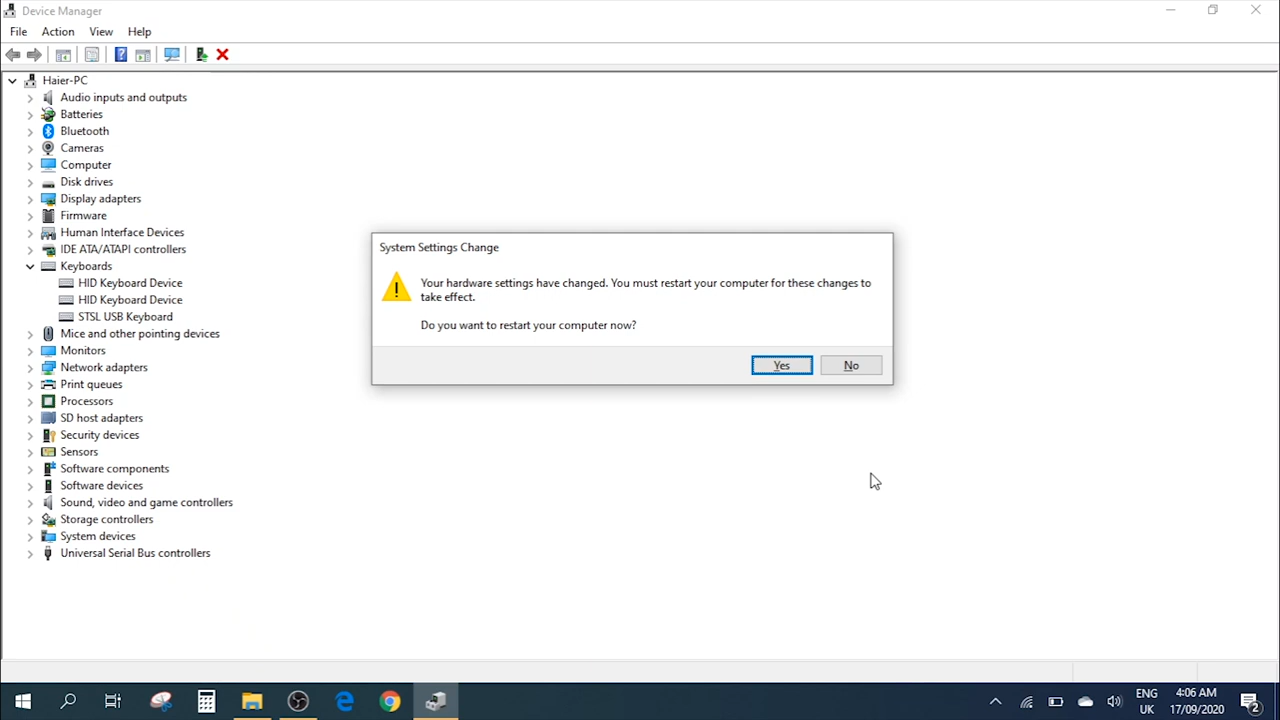 Device Manager
File Action View Help
Haier-PC
Audio inputs and outputs
Batteries
Bluetooth
Cameras
Computer
Disk drives
Display adapters
Firmware
Human Interface Devices
IDE ATA/ATAPI controllers
Keyboards
HID Keyboard Device
HID Keyboard Device
STSL USB Keyboard
Mice and other pointing devices
Monitors
Network adapters
Print queues
Processors
SD host adapters
Security devices
Sensors
Software components
Software devices
Sound, video and game controllers
Storage controllers
System devices
Universal Serial Bus controllers
System Settings Change
Your hardware settings have changed. You must restart your computer for these changes to
take effect.
Do you want to restart your computer now?
Yes No
ENG 4:06 AM
UK 17/09/2020 2